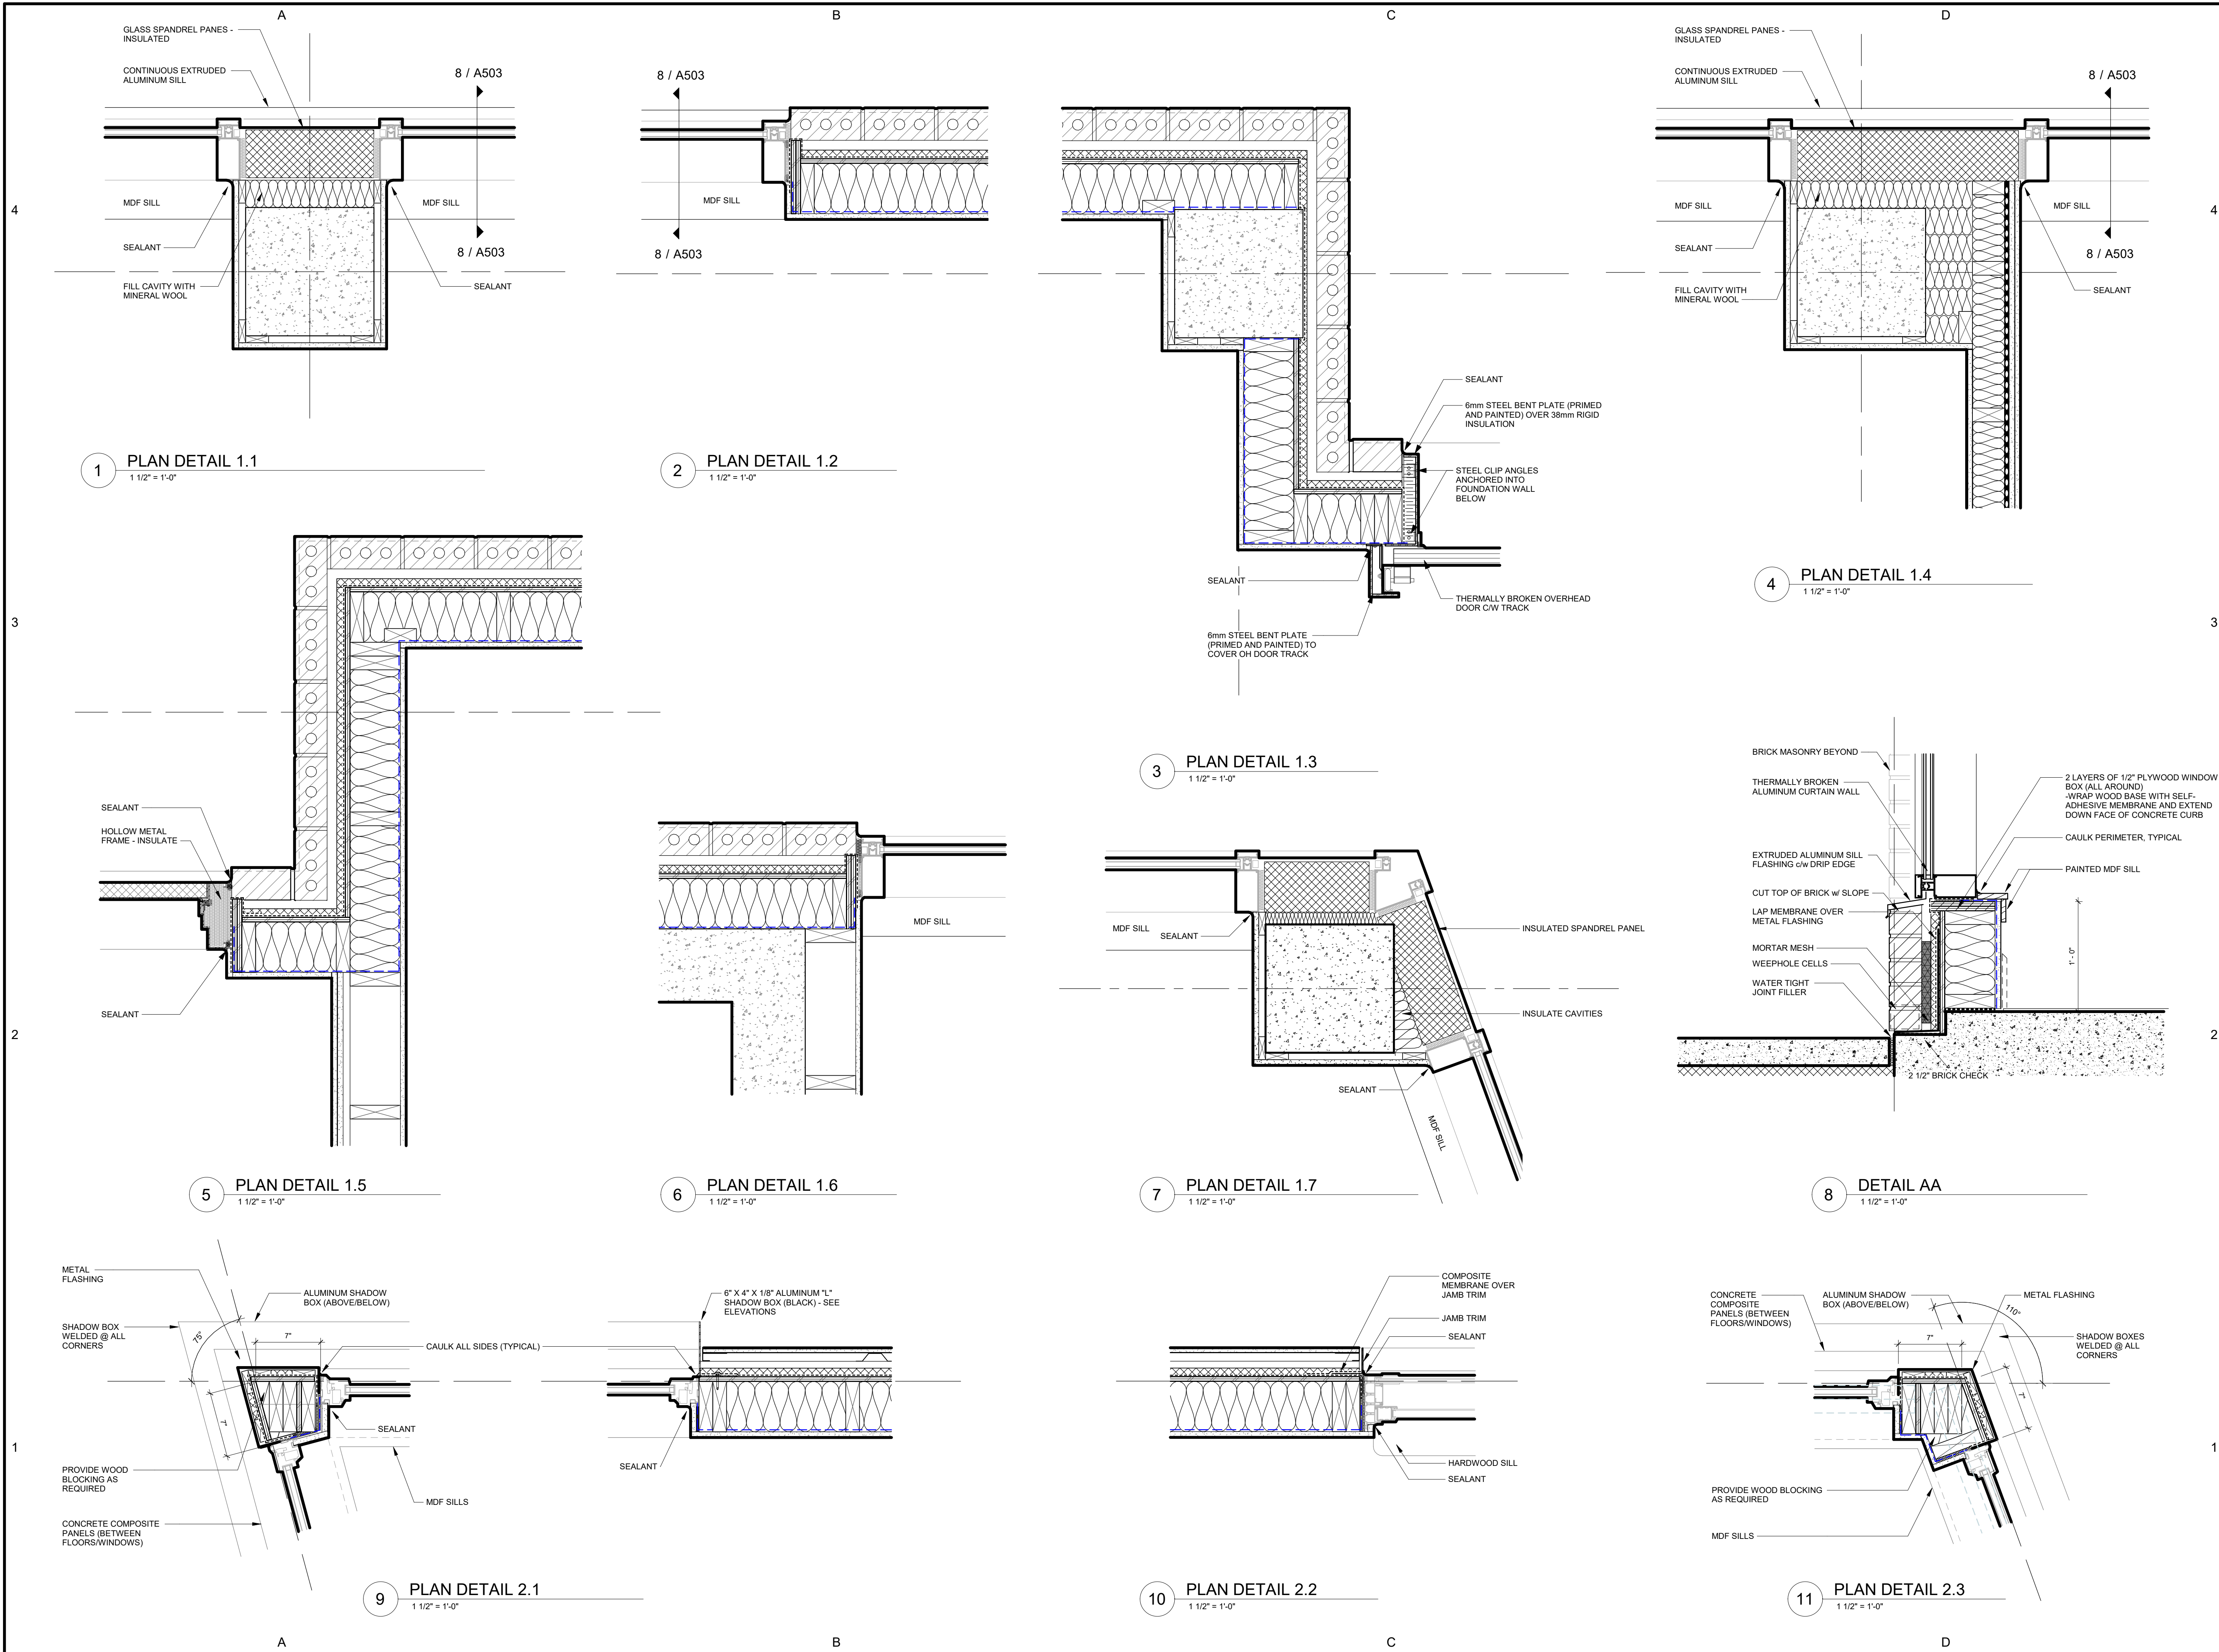 A
B
C
D
GLASS SPANDREL PANES -
INSULATED
CONTINUOUS EXTRUDED
ALUMINUM SILL
8 / A503
MDF SILL
MDF SILL
SEALANT
8 / A503
FILL CAVITY WITH
MINERAL WOOL
SEALANT
1
PLAN DETAIL 1.1
1 1/2" = 1'-0"
8 / A503
MDF SILL
8 / A503
2
PLAN DETAIL 1.2
1 1/2" = 1'-0"
SEALANT
6mm STEEL BENT PLATE (PRIMED
AND PAINTED) OVER 38mm RIGID
INSULATION
STEEL CLIP ANGLES
ANCHORED INTO
FOUNDATION WALL
BELOW
SEALANT
THERMALLY BROKEN OVERHEAD
DOOR C/W TRACK
6mm STEEL BENT PLATE
(PRIMED AND PAINTED) TO
COVER OH DOOR TRACK
3
PLAN DETAIL 1.3
1 1/2" = 1'-0"
GLASS SPANDREL PANES -
INSULATED
CONTINUOUS EXTRUDED
ALUMINUM SILL
8 / A503
MDF SILL
MDF SILL
SEALANT
8 / A503
FILL CAVITY WITH
MINERAL WOOL
SEALANT
4
PLAN DETAIL 1.4
1 1/2" = 1'-0"
4
4
3
3
SEALANT
HOLLOW METAL
FRAME - INSULATE
SEALANT
5
PLAN DETAIL 1.5
1 1/2" = 1'-0"
MDF SILL
6
PLAN DETAIL 1.6
1 1/2" = 1'-0"
MDF SILL
SEALANT
INSULATED SPANDREL PANEL
INSULATE CAVITIES
SEALANT
MDF SILL
7
PLAN DETAIL 1.7
1 1/2" = 1'-0"
BRICK MASONRY BEYOND
THERMALLY BROKEN
ALUMINUM CURTAIN WALL
EXTRUDED ALUMINUM SILL
FLASHING c/w DRIP EDGE
CUT TOP OF BRICK w/ SLOPE
LAP MEMBRANE OVER
METAL FLASHING
MORTAR MESH
WEEPHOLE CELLS
WATER TIGHT
JOINT FILLER
2 LAYERS OF 1/2" PLYWOOD WINDOW
BOX (ALL AROUND)
-WRAP WOOD BASE WITH SELF-
ADHESIVE MEMBRANE AND EXTEND
DOWN FACE OF CONCRETE CURB
CAULK PERIMETER, TYPICAL
PAINTED MDF SILL
1' - 0"
2 1/2" BRICK CHECK
8
DETAIL AA
1 1/2" = 1'-0"
2
2
METAL
FLASHING
ALUMINUM SHADOW
BOX (ABOVE/BELOW)
SHADOW BOX
WELDED @ ALL
CORNERS
75°
7"
7"
CAULK ALL SIDES (TYPICAL)
SEALANT
PROVIDE WOOD
BLOCKING AS
REQUIRED
MDF SILLS
CONCRETE COMPOSITE
PANELS (BETWEEN
FLOORS/WINDOWS)
6" X 4" X 1/8" ALUMINUM "L"
SHADOW BOX (BLACK) - SEE
ELEVATIONS
SEALANT
9
PLAN DETAIL 2.1
1 1/2" = 1'-0"
COMPOSITE
MEMBRANE OVER
JAMB TRIM
JAMB TRIM
SEALANT
HARDWOOD SILL
SEALANT
10
PLAN DETAIL 2.2
1 1/2" = 1'-0"
CONCRETE
COMPOSITE
PANELS (BETWEEN
FLOORS/WINDOWS)
ALUMINUM SHADOW
BOX (ABOVE/BELOW)
METAL FLASHING
110°
7"
7"
SHADOW BOXES
WELDED @ ALL
CORNERS
PROVIDE WOOD BLOCKING
AS REQUIRED
MDF SILLS
11
PLAN DETAIL 2.3
1 1/2" = 1'-0"
1
1
A
B
C
D